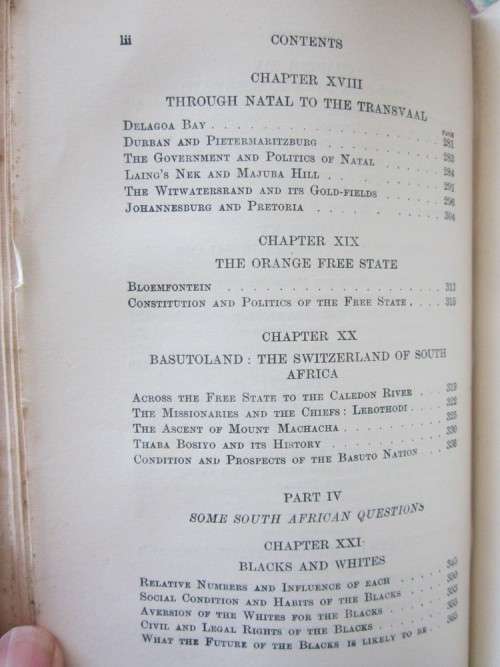 lii CONTENTS
CHAPTER XVIII
THROUGH NATAL TO THE TRANSVAAL
PAGE
DELAGOA BAY . . . . . . . . . . . . . 281
DURBAN AND PIETERMARITZBURG . . . . . . . 283
THE GOVERNMENT AND POLITICS OF NATAL . . . . 284
LAING'S NEK AND MAJUBA HILL . . . . . . . 291
THE WITWATERSRAND AND ITS GOLD-FIELDS . . . . 296
JOHANNESBURG AND PRETORIA . . . . . . . 304
CHAPTER XIX
THE ORANGE FREE STATE
BLOEMFONTEIN . . . . . . . . . . . . 313
CONSTITUTION AND POLITICS OF THE FREE STATE . . . . 315
CHAPTER XX
BASUTOLAND : THE SWITZERLAND OF SOUTH
AFRICA
ACROSS THE FREE STATE TO THE CALEDON RIVER . . . 319
THE MISSIONARIES AND THE CHIEFS : LEROTHODI . . . 322
THE ASCENT OF MOUNT MACHACHA . . . . . . . 325
THABA BOSIYO AND ITS HISTORY . . . . . . . 330
CONDITION AND PROSPECTS OF THE BASUTO NATION . . . 336
PART IV
SOME SOUTH AFRICAN QUESTIONS
CHAPTER XXI
BLACKS AND WHITES
RELATIVE NUMBERS AND INFLUENCE OF EACH . . . . . 345
SOCIAL CONDITION AND HABITS OF THE BLACKS . . . . 350
AVERSION OF THE WHITES FOR THE BLACKS . . . . . 353
CIVIL AND LEGAL RIGHTS OF THE BLACKS . . . . . 355
WHAT THE FUTURE OF THE BLACKS IS LIKELY TO BE . . 365